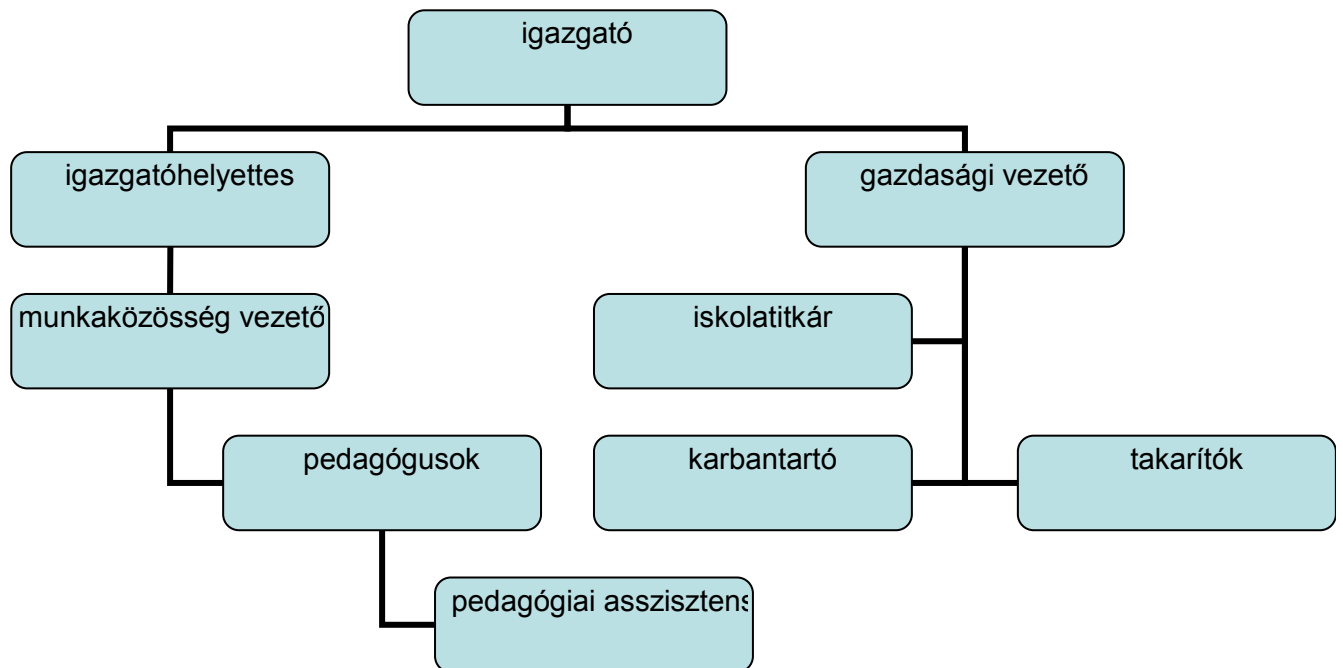 igazgató
igazgatóhelyettes
gazdasági vezető
munkaközösség vezető
iskolatitkár
pedagógusok
karbantartó
takarítók
pedagógiai asszisztens